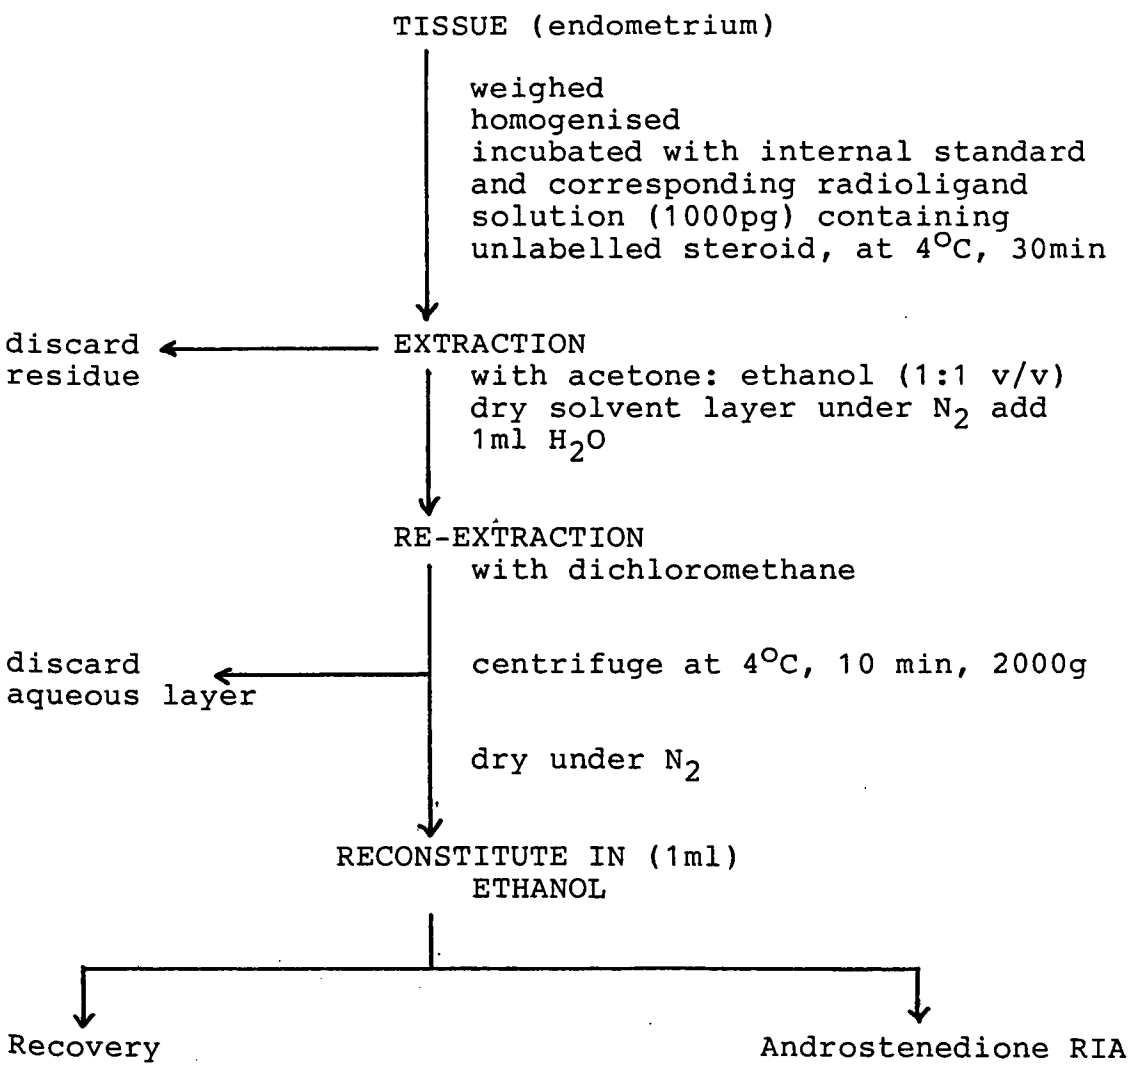 TISSUE (endometrium)
weighed
homogenised
incubated with internal standard
and corresponding radioligand
solution (1000pg) containing
unlabelled steroid, at 4°C, 30min
discard
residue
EXTRACTION
with acetone: ethanol (1:1 v/v)
dry solvent layer under N₂ add
1ml H₂O
RE-EXTRACTION
with dichloromethane
discard
aqueous layer
centrifuge at 4°C, 10 min, 2000g
dry under N₂
RECONSTITUTE IN (1ml)
ETHANOL
Recovery
Androstenedione RIA